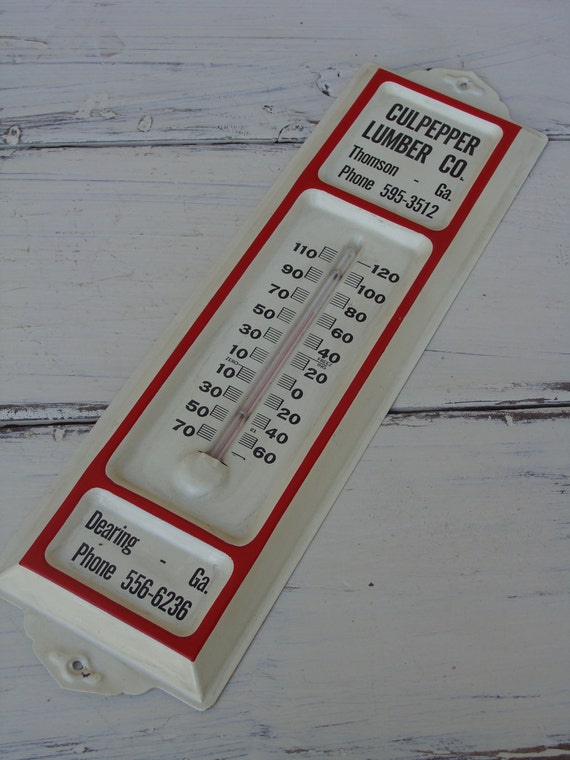 CULPEPPER
LUMBER CO.
Thomson - Ga.
Phone 595-3512
110 120
90 100
70 80
50 60
30 40
10 20
ZERO 0
10 20
30 40
50 60
70
Dearing - Ga.
Phone 556-6236